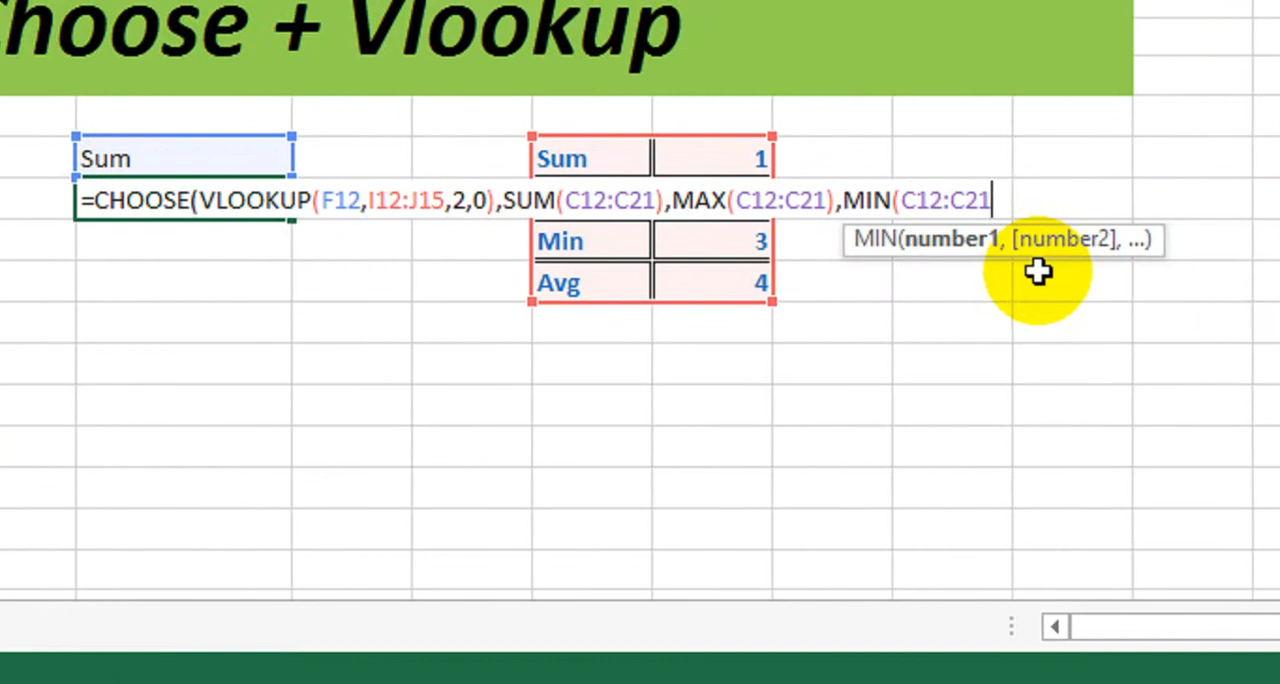 hoose + Vlookup
Sum Sum 1
=CHOOSE(VLOOKUP(F12,I12:J15,2,0),SUM(C12:C21),MAX(C12:C21),MIN(C12:C21
Min 3 MIN(number1, [number2], ...)
Avg 4